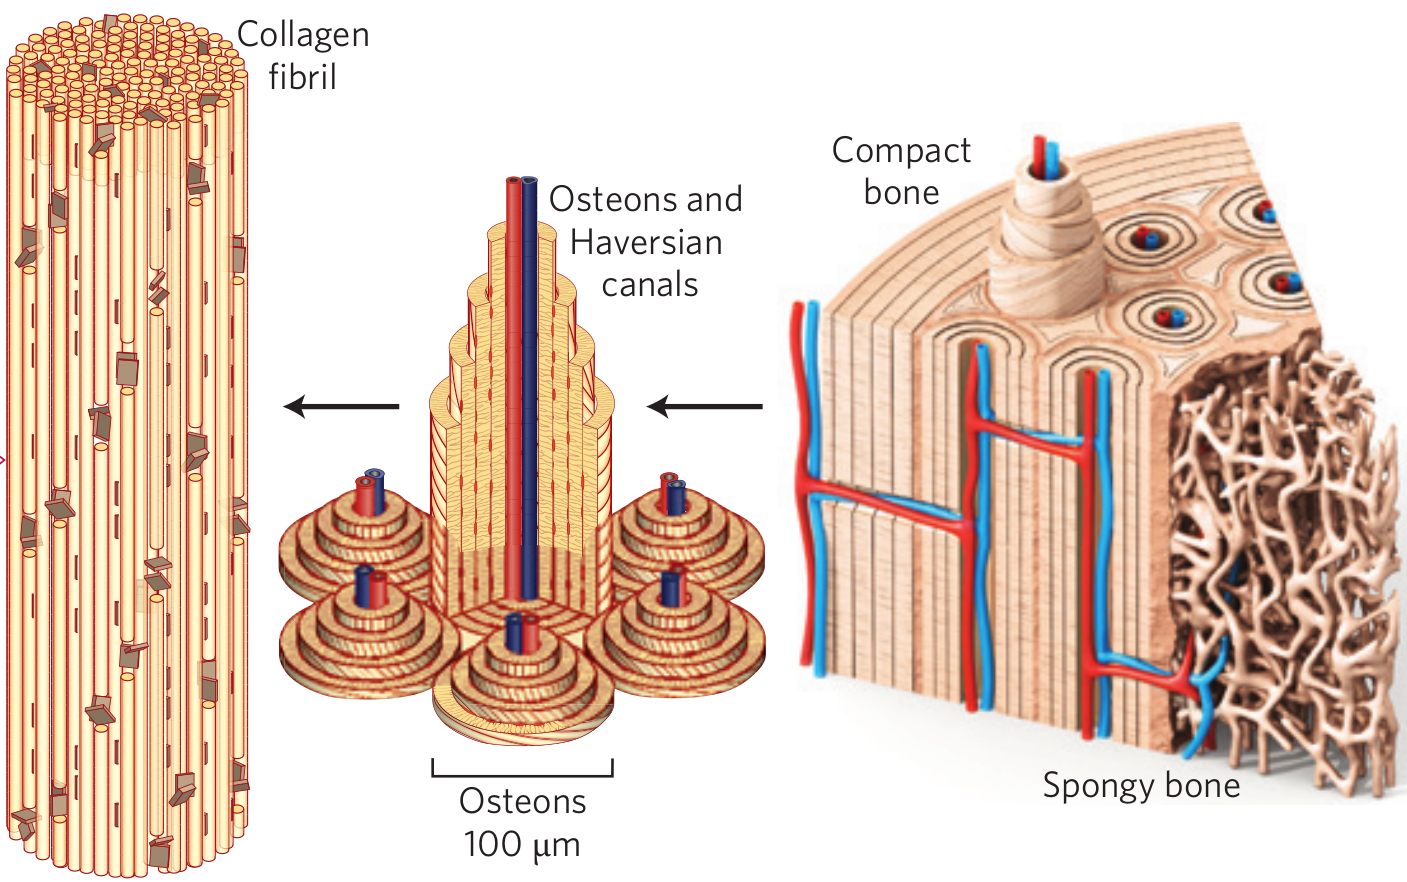 Collagen
fibril
Osteons and
Haversian
canals
Compact
bone
Spongy bone
Osteons
100 μm